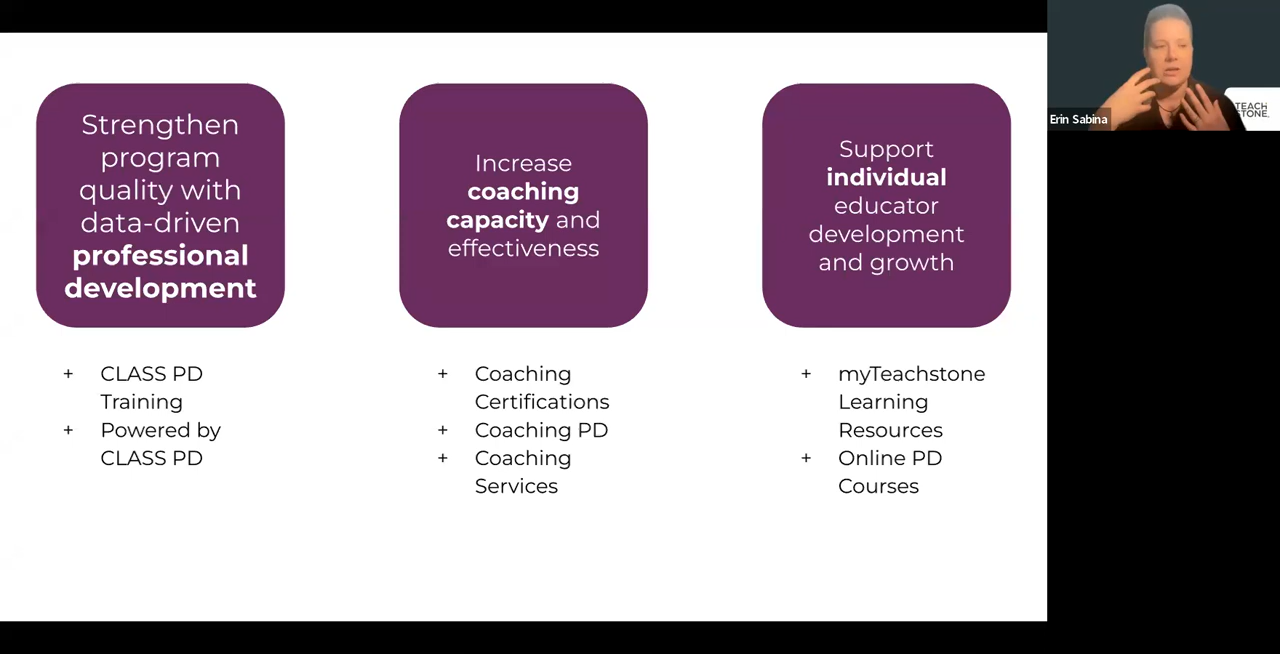 Strengthen
program
quality with
data-driven
professional
development
Increase
coaching
capacity and
effectiveness
Support
individual
educator
development
and growth
+ CLASS PD
Training
+ Powered by
CLASS PD
+ Coaching
Certifications
+ Coaching PD
+ Coaching
Services
+ myTeachstone
Learning
Resources
+ Online PD
Courses
TEACH
STONE.
Erin Sabina